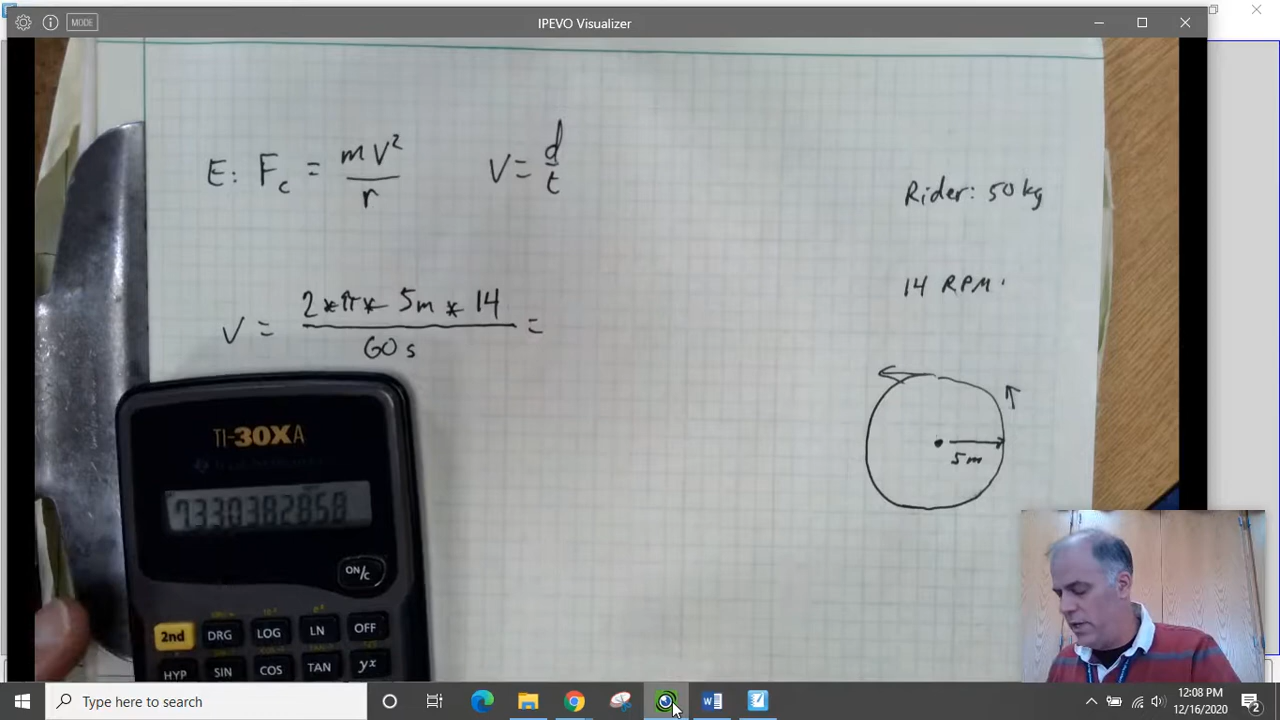 MODE
IPEVO Visualizer
E: Fc = mv²/r
V = d/t
Rider: 50 kg
14 RPM.
V = 2*π*5m*14/60 s =
5m
TI-30XA
7.330382858
ON/C
2nd DRG LOG LN OFF
HYP SIN COS TAN yx
Type here to search
12:08 PM
12/16/2020
2